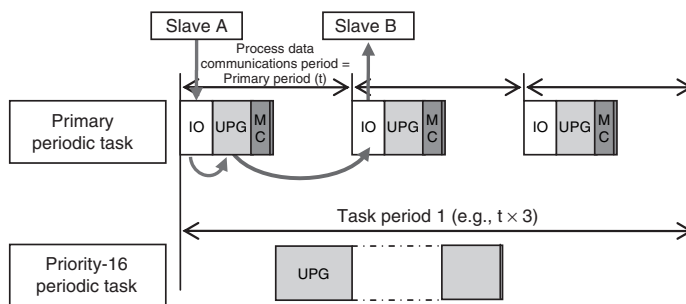 Slave A
Slave B
Process data
communications period =
Primary period (t)
Primary
periodic task
IO
UPG
M
C
IO
UPG
M
C
IO
UPG
M
C
Task period 1 (e.g., t × 3)
Priority-16
periodic task
UPG